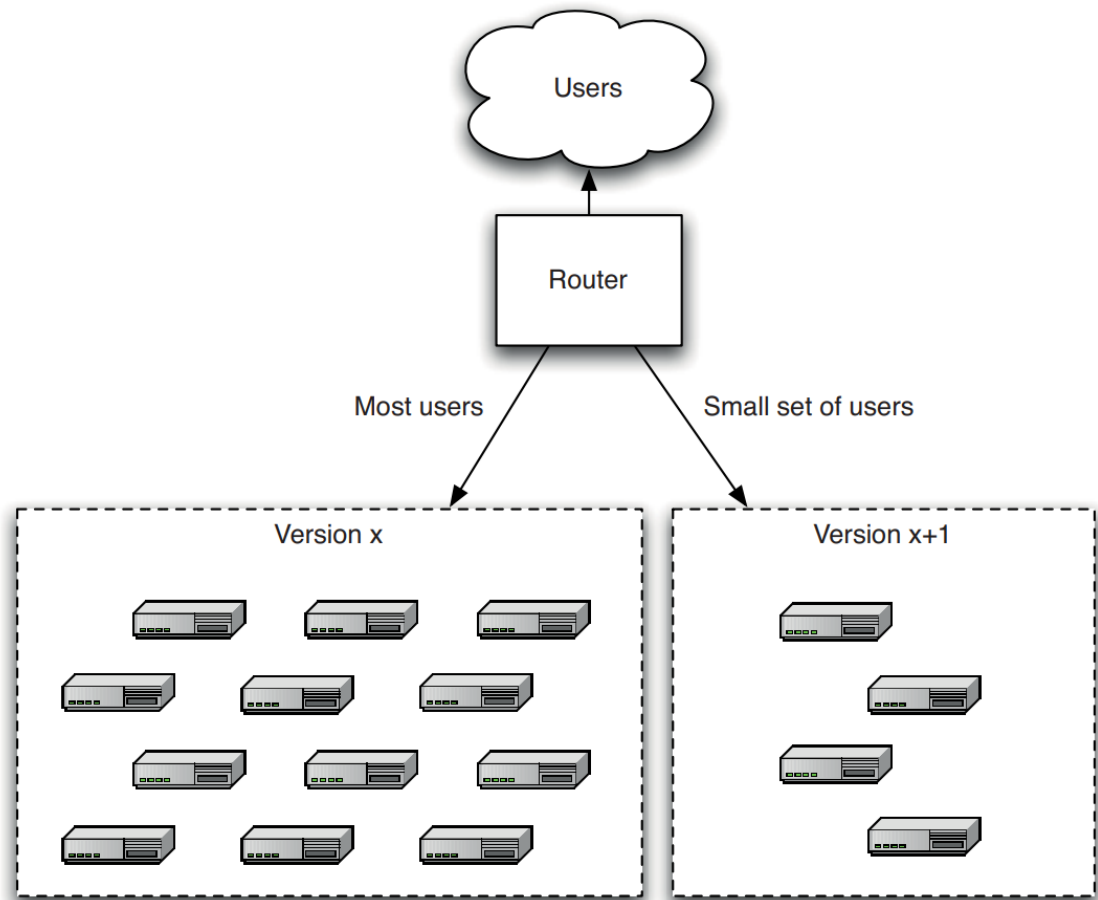 Users
Router
Most users
Small set of users
Version x
Version x+1